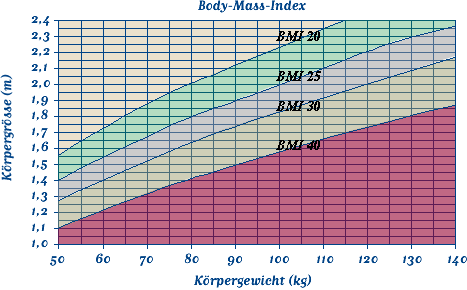 Body-Mass-Index
Körpergrösse (m)
2,4
2,3
2,2
2,1
2,0
1,9
1,8
1,7
1,6
1,5
1,4
1,3
1,2
1,1
1,0
BMI 20
BMI 25
BMI 30
BMI 40
50 60 70 80 90 100 110 120 130 140
Körpergewicht (kg)